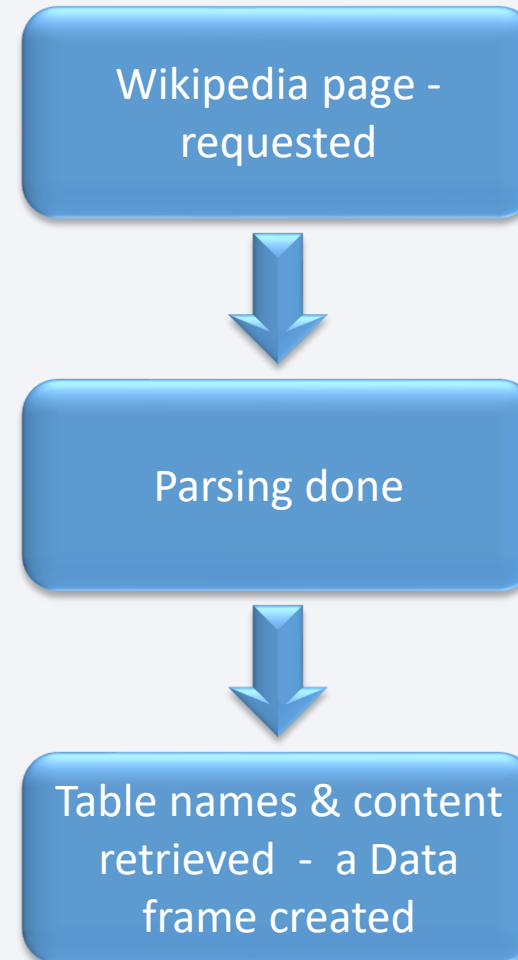 Wikipedia page -
requested
Parsing done
Table names & content
retrieved  -  a Data
frame created